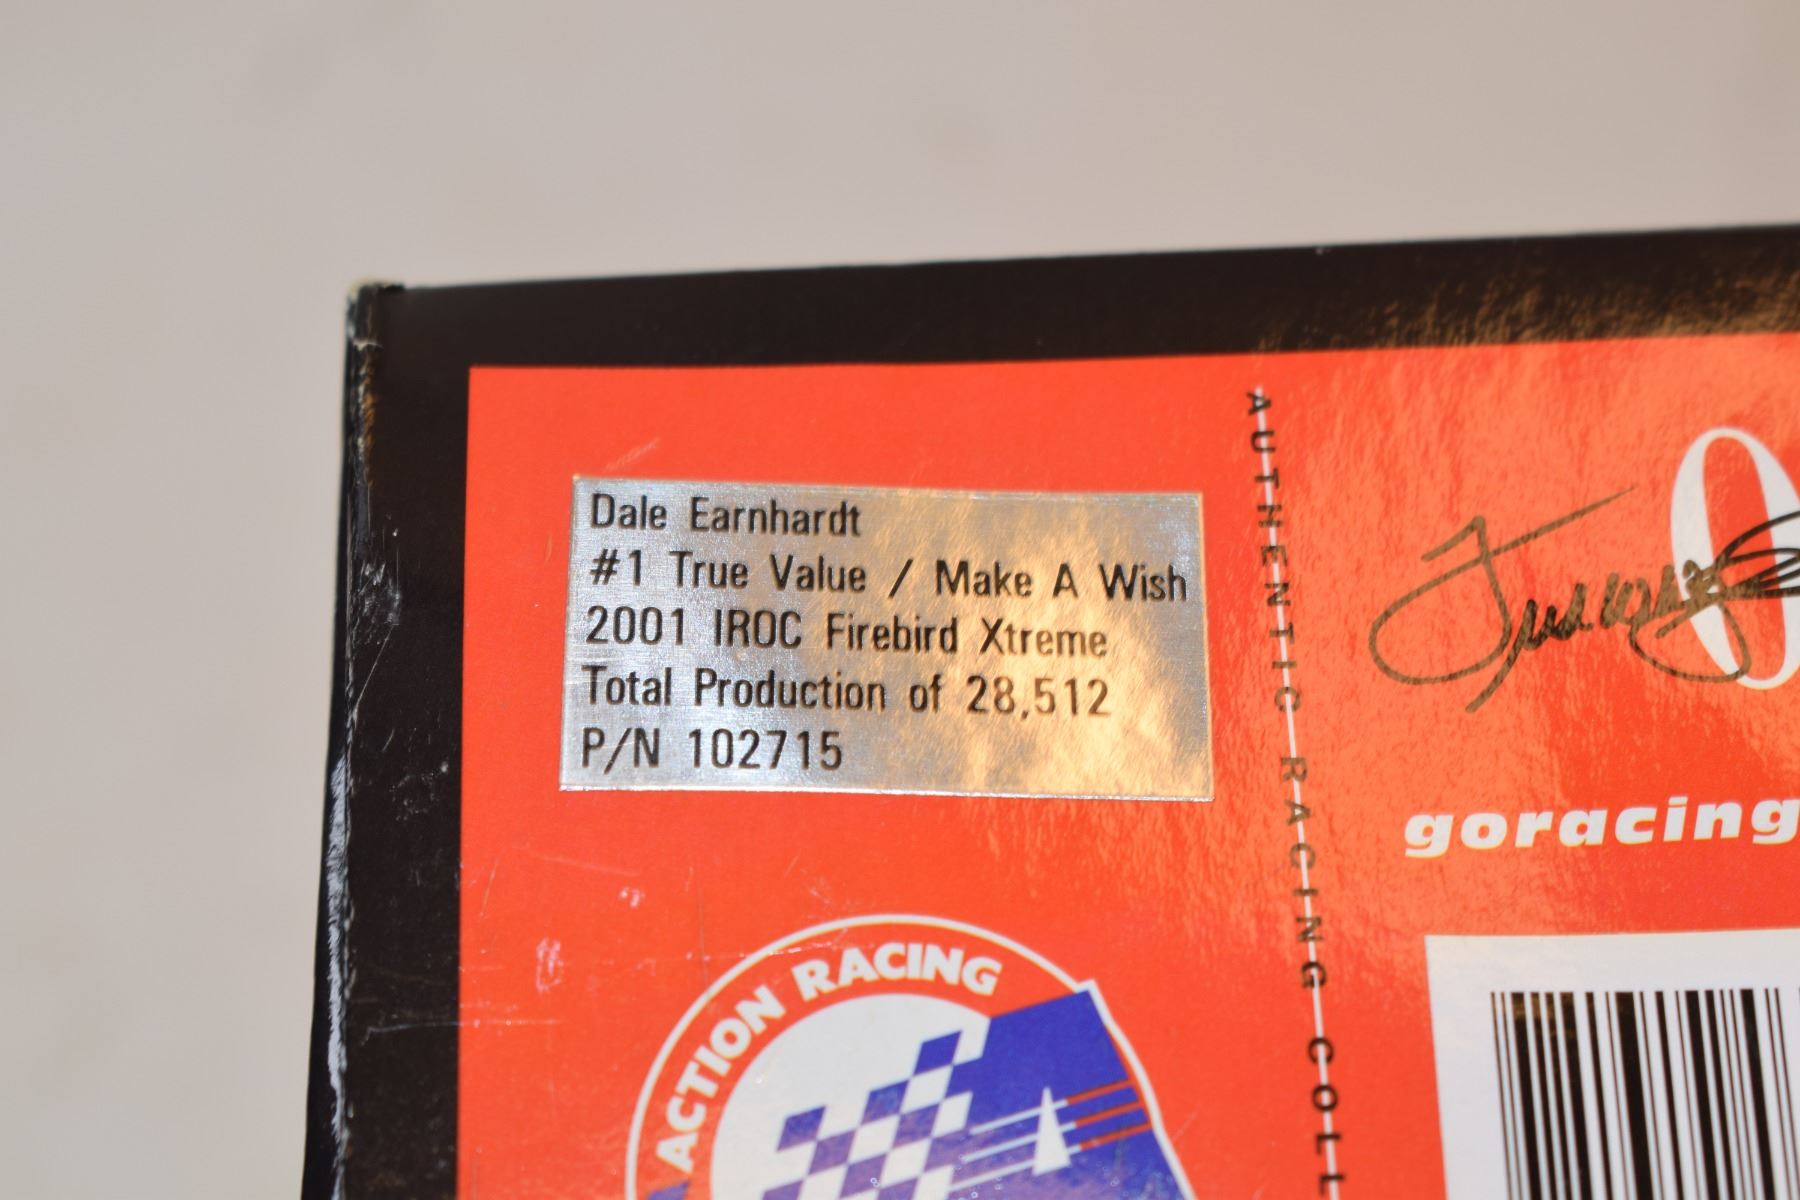 Dale Earnhardt
#1 True Value / Make A Wish
2001 IROC Firebird Xtreme
Total Production of 28,512
P/N 102715
AUTHENTIC RACING COLL
goracing
ACTION RACING